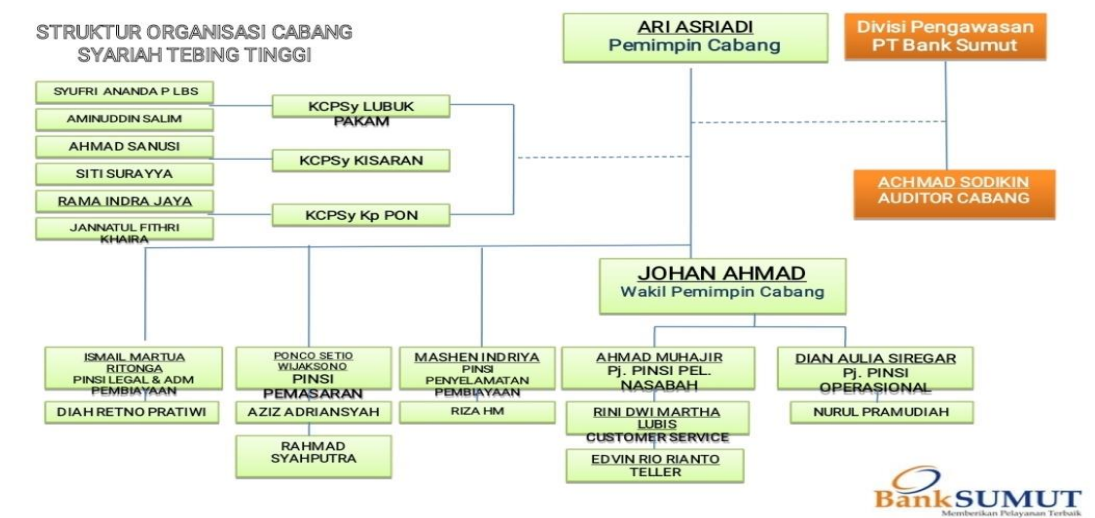 STRUKTUR ORGANISASI CABANG
SYARIAH TEBING TINGGI
ARI ASRIADI
Pemimpin Cabang
Divisi Pengawasan
PT Bank Sumut
SYUFRI ANANDA P LBS
AMINUDDIN SALIM
AHMAD SANUSI
SITI SURAYYA
RAMA INDRA JAYA
JANNATUL FITHRI
KHAIRA
KCPSy LUBUK
PAKAM
KCPSy KISARAN
KCPSy Kp PON
ACHMAD SODIKIN
AUDITOR CABANG
JOHAN AHMAD
Wakil Pemimpin Cabang
ISMAIL MARTUA
RITONGA
PINSI LEGAL & ADM
PEMBIAYAAN
DIAH RETNO PRATIWI
PONCO SETIO
WIJAKSONO
PINSI
PEMASARAN
AZIZ ADRIANSYAH
RAHMAD
SYAHPUTRA
MASHEN INDRIYA
PINSI
PENYELAMATAN
PEMBIAYAAN
RIZA HM
AHMAD MUHAJIR
Pj. PINSI PEL.
NASABAH
RINI DWI MARTHA
LUBIS
CUSTOMER SERVICE
EDVIN RIO RIANTO
TELLER
DIAN AULIA SIREGAR
Pj. PINSI
OPERASIONAL
NURUL PRAMUDIAH
BankSUMUT
Memberikan Pelayanan Terbaik